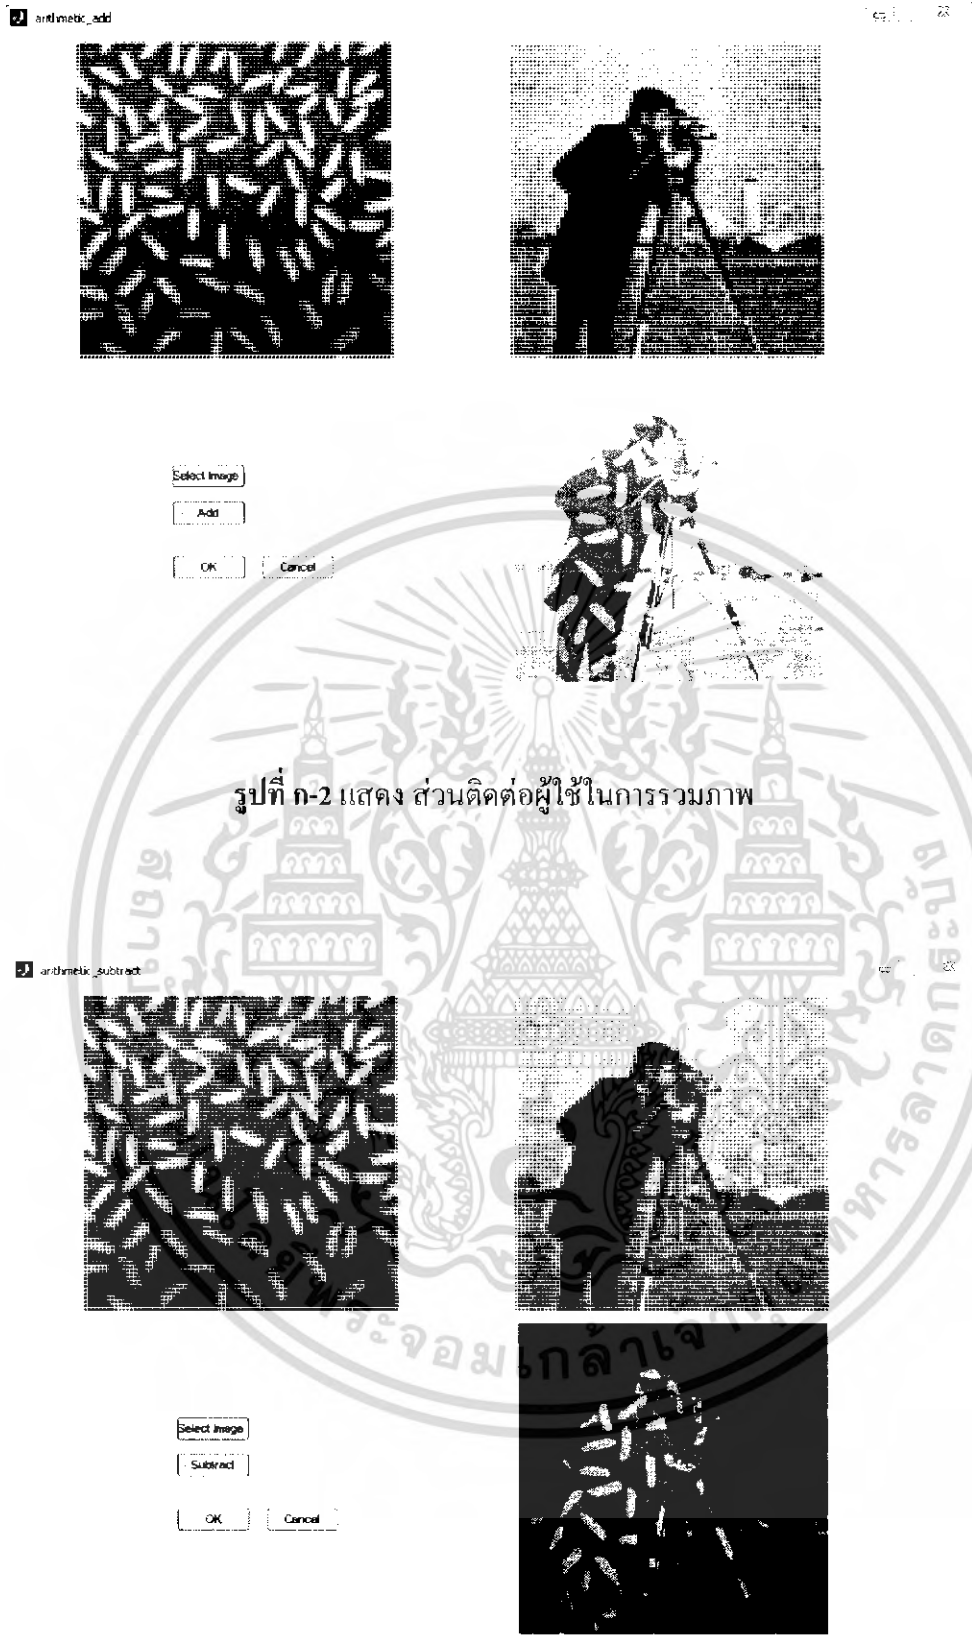 arithmetic_add
Select Image
Add
OK Cancel
รูปที่ ก-2 แสดง ส่วนติดต่อผู้ใช้ในการรวมภาพ
arithmetic_subtract
Select Image
Subtract
OK Cancel